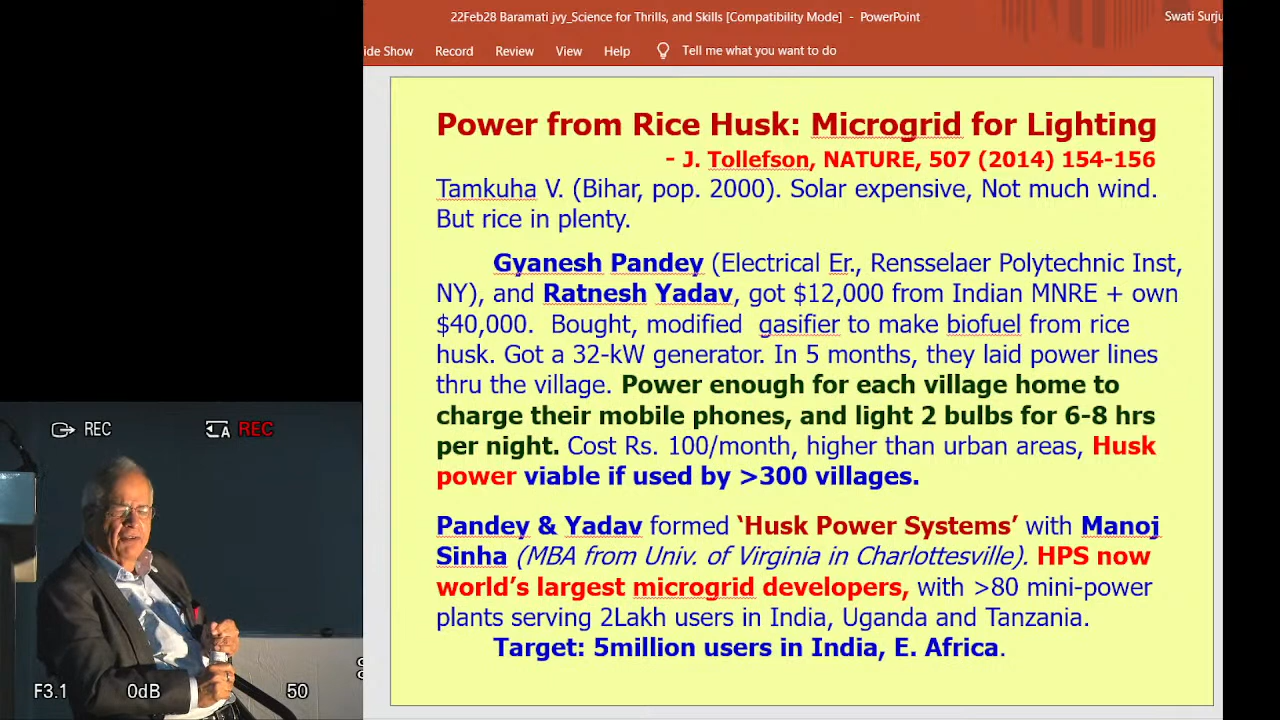 22Feb28 Baramati jvy_Science for Thrills, and Skills [Compatibility Mode] - PowerPoint
Swati Surju
ide Show Record Review View Help Tell me what you want to do
Power from Rice Husk: Microgrid for Lighting
- J. Tollefson, NATURE, 507 (2014) 154-156
Tamkuha V. (Bihar, pop. 2000). Solar expensive, Not much wind.
But rice in plenty.
Gyanesh Pandey (Electrical Er., Rensselaer Polytechnic Inst,
NY), and Ratnesh Yadav, got $12,000 from Indian MNRE + own
$40,000. Bought, modified gasifier to make biofuel from rice
husk. Got a 32-kW generator. In 5 months, they laid power lines
thru the village. Power enough for each village home to
charge their mobile phones, and light 2 bulbs for 6-8 hrs
per night. Cost Rs. 100/month, higher than urban areas, Husk
power viable if used by >300 villages.
Pandey & Yadav formed ‘Husk Power Systems’ with Manoj
Sinha (MBA from Univ. of Virginia in Charlottesville). HPS now
world’s largest microgrid developers, with >80 mini-power
plants serving 2Lakh users in India, Uganda and Tanzania.
Target: 5million users in India, E. Africa.
REC
A REC
F3.1 0dB 50